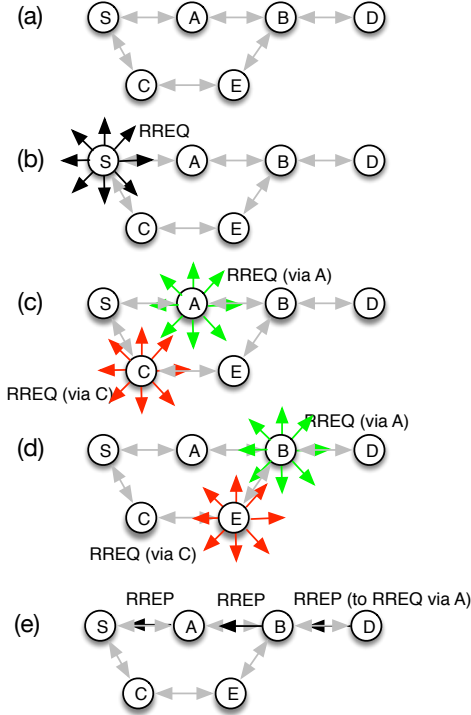 (a)
S A B D
C E
(b)
RREQ
S A B D
C E
(c)
RREQ (via A)
S A B D
C E
RREQ (via C)
(d)
RREQ (via A)
S A B D
C E
RREQ (via C)
RREP RREP RREP (to RREQ via A)
(e)
S A B D
C E